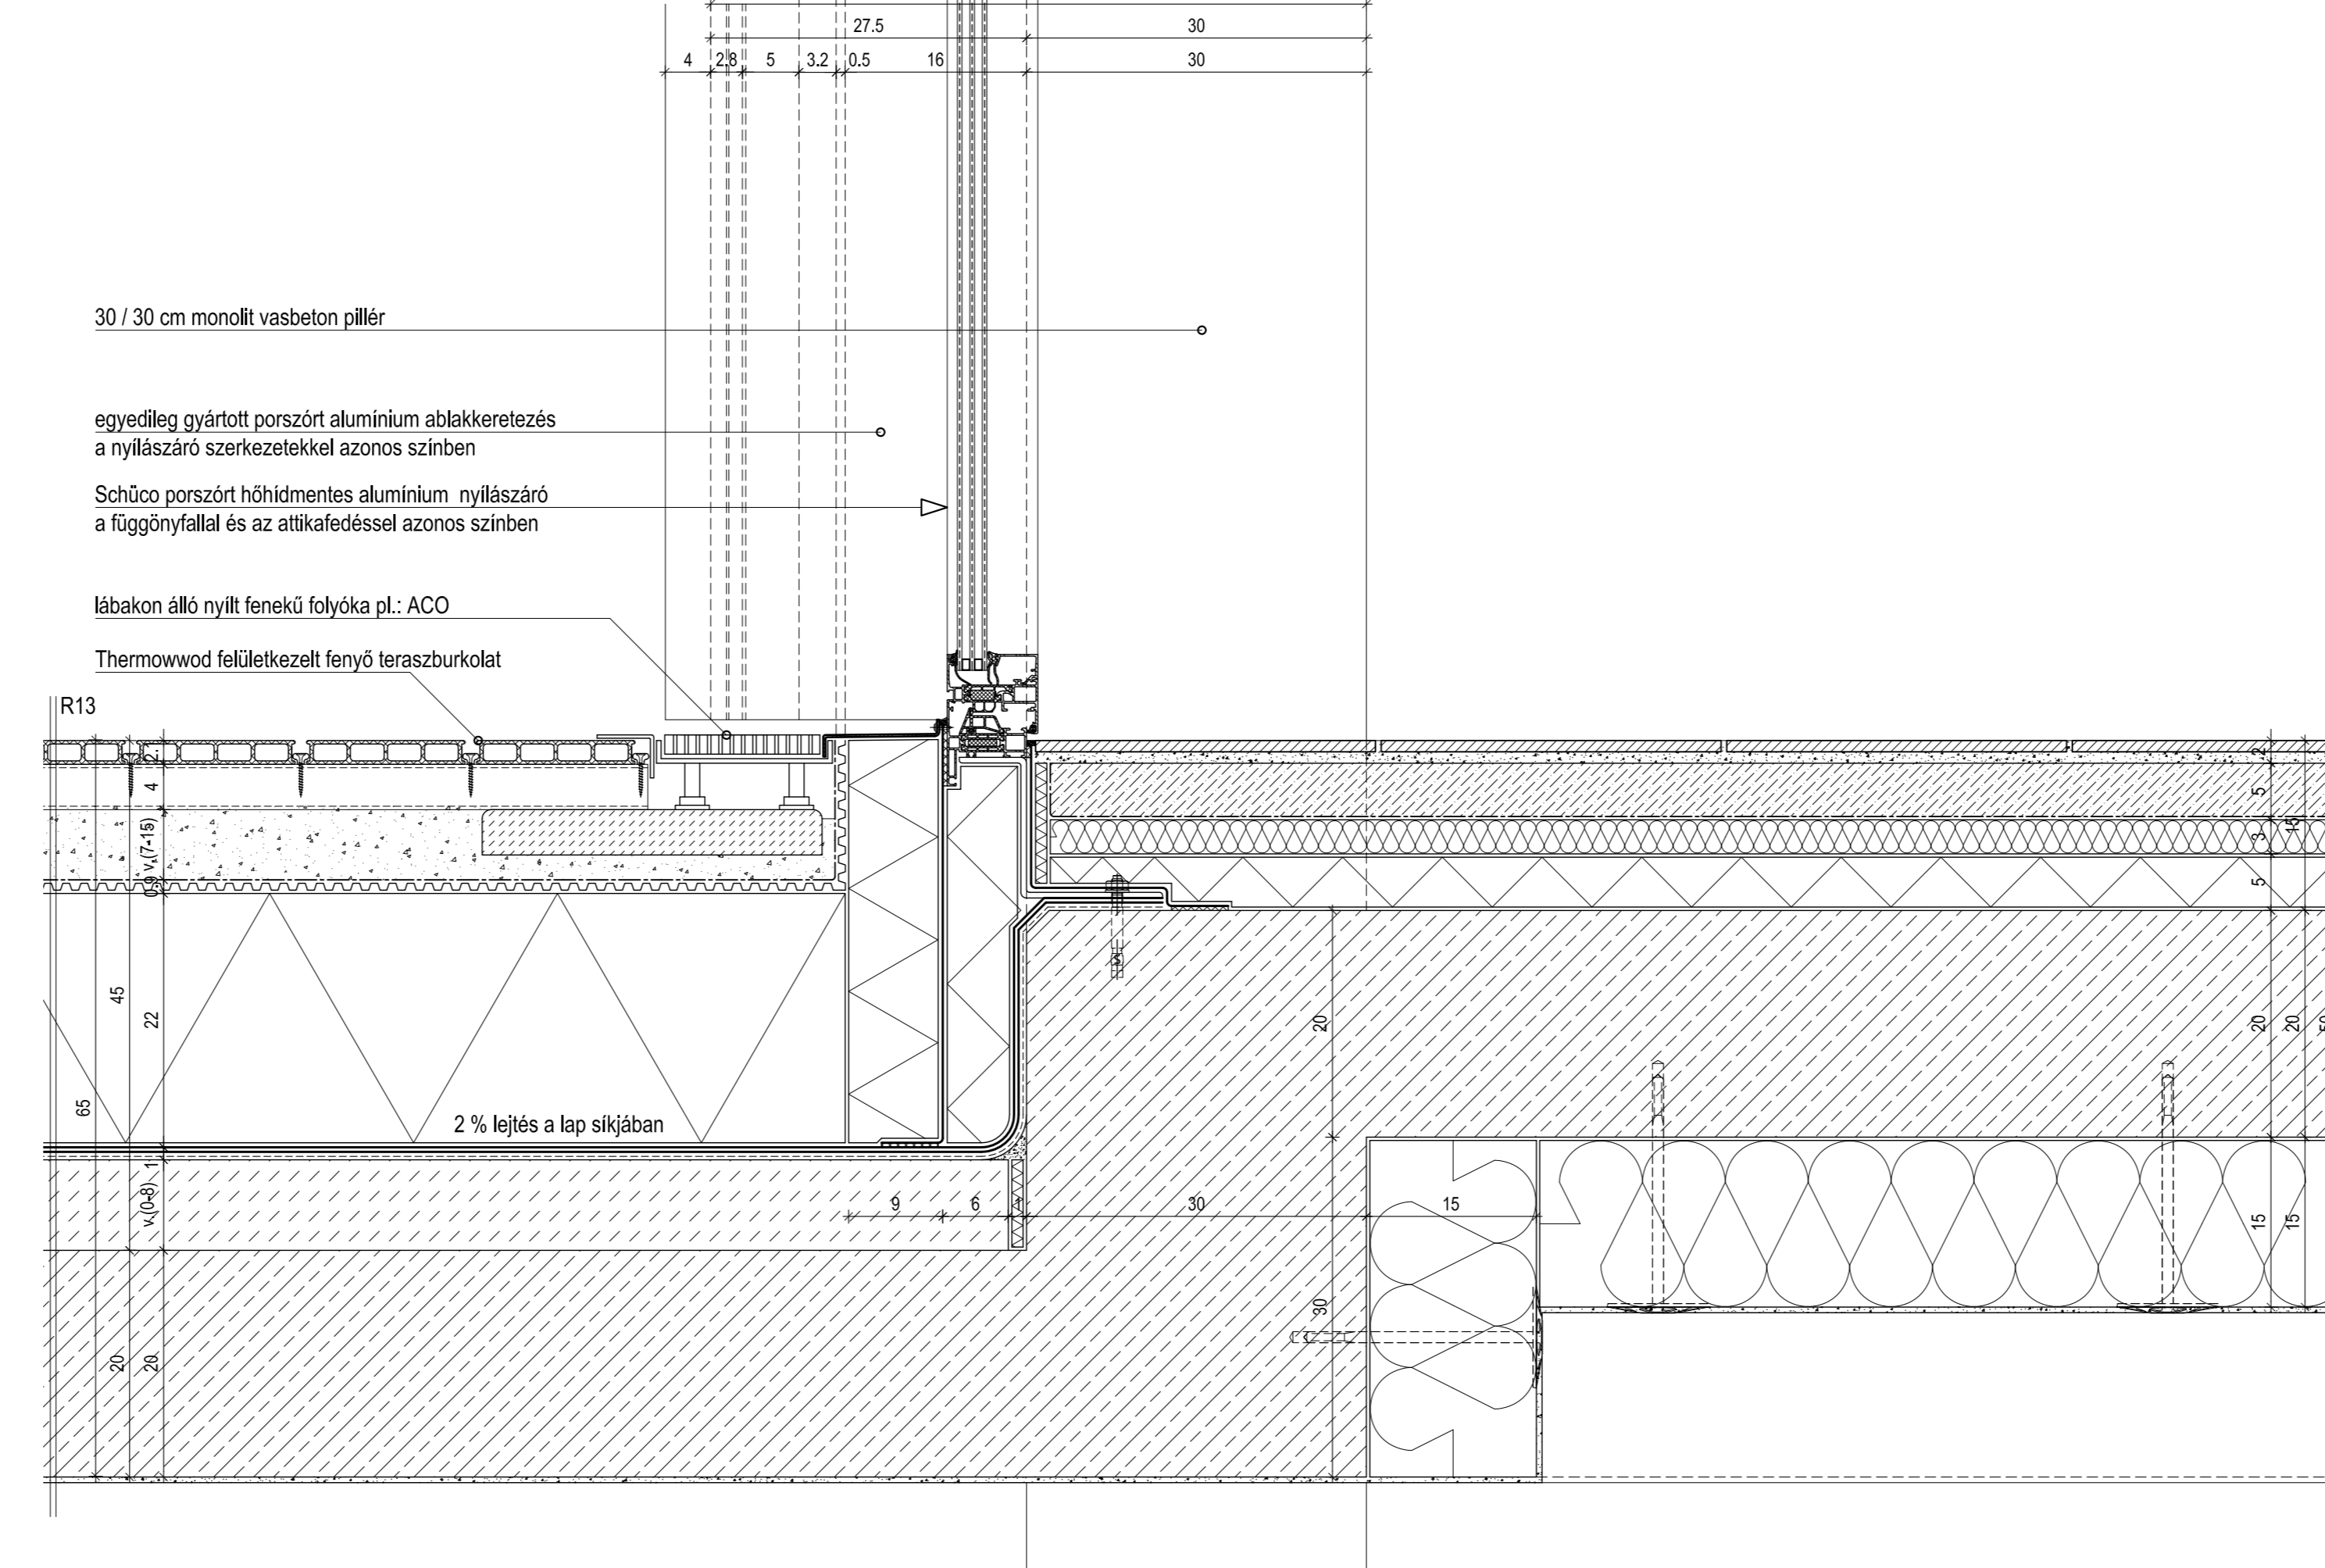 27.5 30
4 2.8 5 3.2 0.5 16 30
30 / 30 cm monolit vasbeton pillér
egyedileg gyártott porszórt alumínium ablakkeretezés
a nyílászáró szerkezetekkel azonos színben
Schüco porszórt hőhídmentes alumínium nyílászáró
a függönyfallal és az attikafedéssel azonos színben
lábakon álló nyílt fenekű folyóka pl.: ACO
Thermowwod felületkezelt fenyő teraszburkolat
R13
4
v.(7-15)
0.9
22
45
65
2 % lejtés a lap síkjában
1
v.(0-8)
20
20
9 6 1 30 15
20
30
2
5
3
15
5
20
20
15
15